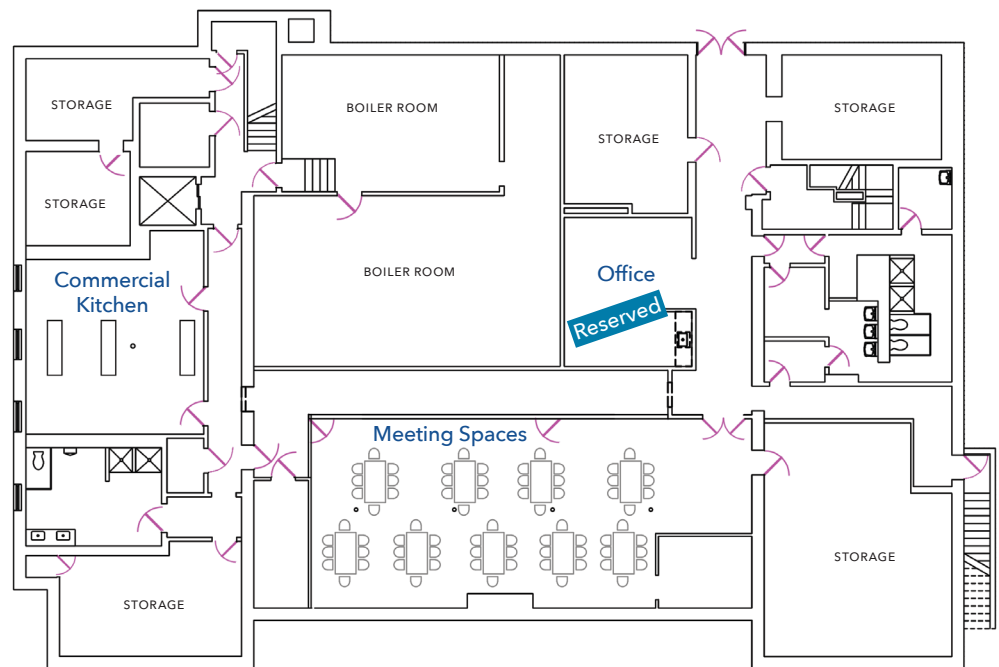 STORAGE
BOILER ROOM
STORAGE
STORAGE
STORAGE
BOILER ROOM
Commercial
Kitchen
Office
Reserved
Meeting Spaces
STORAGE
STORAGE